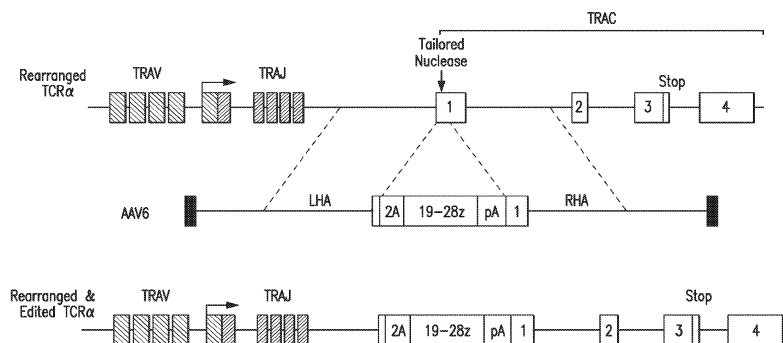 TRAC
Tailored
Nuclease
Rearranged
TCRα
TRAV
TRAJ
Stop
1
2
3
4
AAV6
LHA
2A
19–28z
pA
1
RHA
Rearranged &
Edited TCRα
TRAV
TRAJ
Stop
2A
19–28z
pA
1
2
3
4